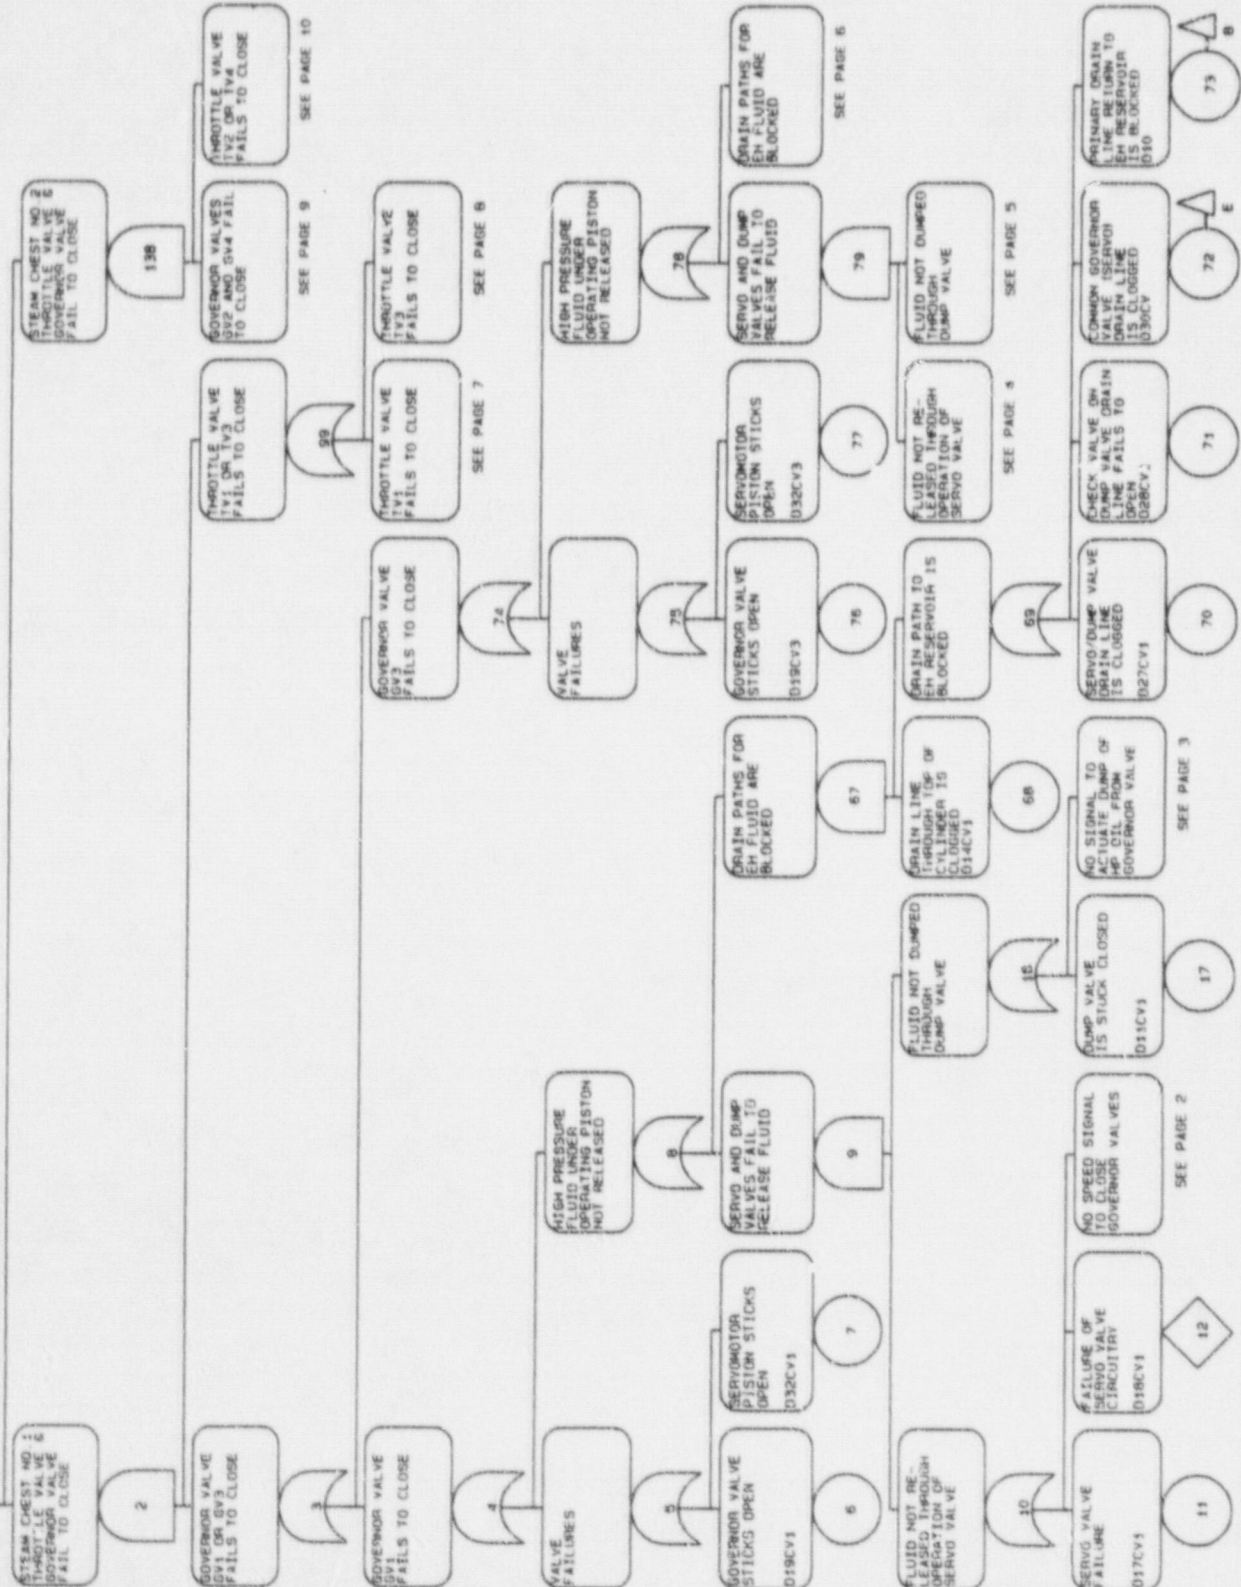 STEAM CHEST NO 1
THROTTLE VALVE &
GOVERNOR VALVE
FAIL TO CLOSE
2
STEAM CHEST NO 2
THROTTLE VALVE &
GOVERNOR VALVE
FAIL TO CLOSE
138
GOVERNOR VALVE
GV1 OR GV3
FAILS TO CLOSE
3
THROTTLE VALVE
TV1 OR TV3
FAILS TO CLOSE
99
GOVERNOR VALVES
GV2 AND GV4 FAIL
TO CLOSE
SEE PAGE 9
THROTTLE VALVE
TV2 OR TV4
FAILS TO CLOSE
SEE PAGE 10
GOVERNOR VALVE
GV1
FAILS TO CLOSE
4
GOVERNOR VALVE
GV3
FAILS TO CLOSE
74
THROTTLE VALVE
TV1
FAILS TO CLOSE
SEE PAGE 7
THROTTLE VALVE
TV3
FAILS TO CLOSE
SEE PAGE 8
VALVE
FAILURES
5
HIGH PRESSURE
FLUID UNDER
OPERATING PISTON
NOT RELEASED
8
VALVE
FAILURES
75
HIGH PRESSURE
FLUID UNDER
OPERATING PISTON
NOT RELEASED
78
GOVERNOR VALVE
STICKS OPEN
D19CV1
6
SERVOMOTOR
PISTON STICKS
OPEN
D32CV1
7
SERVO AND DUMP
VALVES FAIL TO
RELEASE FLUID
9
DRAIN PATHS FOR
EH FLUID ARE
BLOCKED
67
GOVERNOR VALVE
STICKS OPEN
D19CV3
76
SERVOMOTOR
PISTON STICKS
OPEN
D32CV3
77
SERVO AND DUMP
VALVES FAIL TO
RELEASE FLUID
79
DRAIN PATHS FOR
EH FLUID ARE
BLOCKED
SEE PAGE 6
FLUID NOT RE-
LEASED THROUGH
OPERATION OF
SERVO VALVE
10
FLUID NOT DUMPED
THROUGH
DUMP VALVE
16
DRAIN LINE
THROUGH TOP OF
CYLINDER IS
CLOGGED
D14CV1
68
DRAIN PATH TO
EH RESERVOIR IS
BLOCKED
69
FLUID NOT RE-
LEASED THROUGH
OPERATION OF
SERVO VALVE
SEE PAGE 4
FLUID NOT DUMPED
THROUGH
DUMP VALVE
SEE PAGE 5
SERVO VALVE
FAILURE
D17CV1
11
FAILURE OF
SERVO VALVE
CIRCUITRY
D18CV1
12
NO SPEED SIGNAL
TO CLOSE
GOVERNOR VALVES
SEE PAGE 2
DUMP VALVE
IS STUCK CLOSED
D11CV1
17
NO SIGNAL TO
ACTUATE DUMP OF
HP OIL FROM
GOVERNOR VALVE
SEE PAGE 3
SERVO/DUMP VALVE
DRAIN LINE
IS CLOGGED
D27CV1
70
CHECK VALVE ON
DUMP VALVE DRAIN
LINE FAILS TO
OPEN
71
COMMON GOVERNOR
VALVE (SERVO)
DRAIN LINE
IS CLOGGED
D30CV
72
E
PRIMARY DRAIN
LINE RETURN TO
EH RESERVOIR
IS BLOCKED
D10
73
B